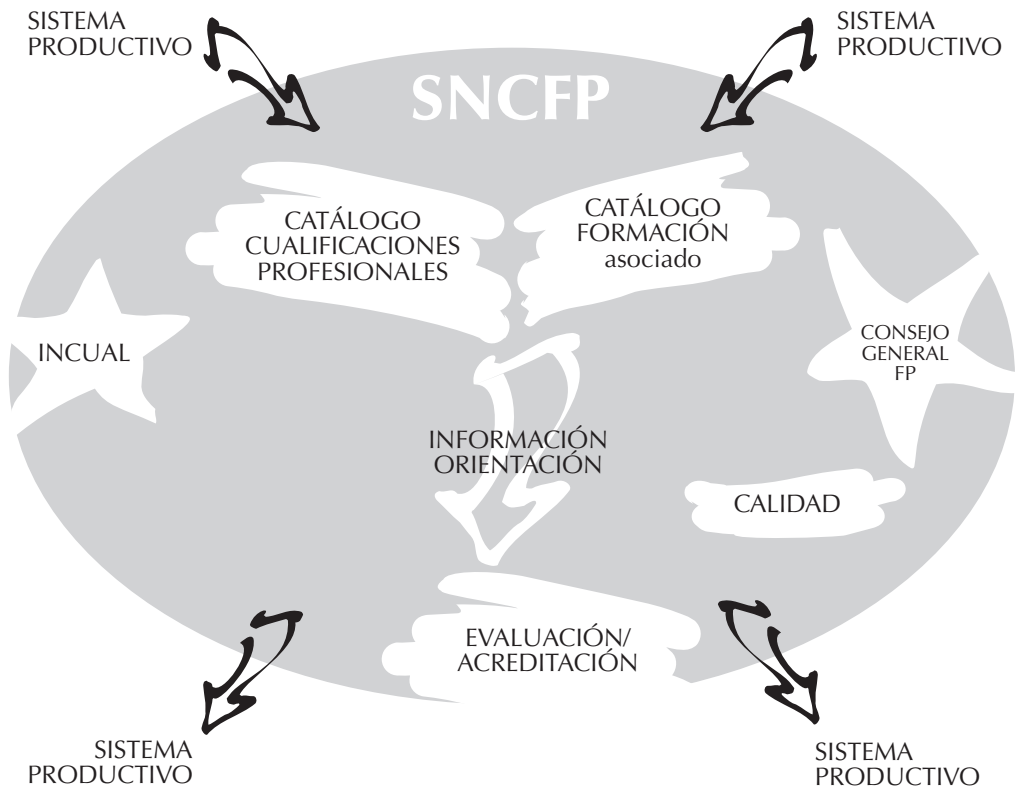 SISTEMA
PRODUCTIVO
SISTEMA
PRODUCTIVO
SNCFP
CATÁLOGO
CUALIFICACIONES
PROFESIONALES
CATÁLOGO
FORMACIÓN
asociado
INCUAL
CONSEJO
GENERAL
FP
INFORMACIÓN
ORIENTACIÓN
CALIDAD
EVALUACIÓN/
ACREDITACIÓN
SISTEMA
PRODUCTIVO
SISTEMA
PRODUCTIVO